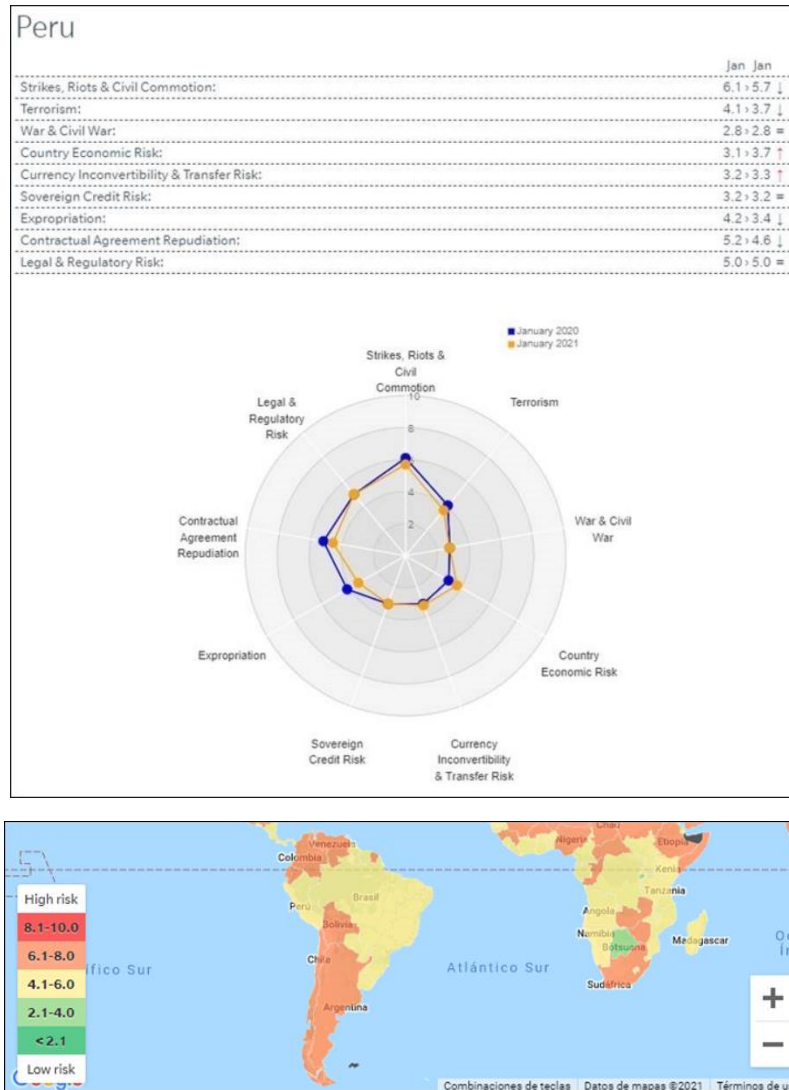 Peru
Jan Jan
Strikes, Riots & Civil Commotion: 6.1 › 5.7 ↓
Terrorism: 4.1 › 3.7 ↓
War & Civil War: 2.8 › 2.8 =
Country Economic Risk: 3.1 › 3.7 ↑
Currency Inconvertibility & Transfer Risk: 3.2 › 3.3 ↑
Sovereign Credit Risk: 3.2 › 3.2 =
Expropriation: 4.2 › 3.4 ↓
Contractual Agreement Repudiation: 5.2 › 4.6 ↓
Legal & Regulatory Risk: 5.0 › 5.0 =
January 2020
January 2021
Strikes, Riots &
Civil
Commotion
Legal &
Regulatory
Risk
Terrorism
10
8
6
4
2
Contractual
Agreement
Repudiation
War & Civil
War
Expropriation
Country
Economic Risk
Sovereign
Credit Risk
Currency
Inconvertibility
& Transfer Risk
Venezuela
Colombia
Perú
Brasil
Bolivia
Chile
Argentina
Chad
Nigeria
Etiopía
Kenia
Tanzania
Angola
Namibia
Botsuana
Madagascar
Sudáfrica
High risk
8.1-10.0
6.1-8.0
4.1-6.0
2.1-4.0
<2.1
Low risk
ífico Sur
Atlántico Sur
+
−
Google
Combinaciones de teclas
Datos de mapas ©2021
Términos de u